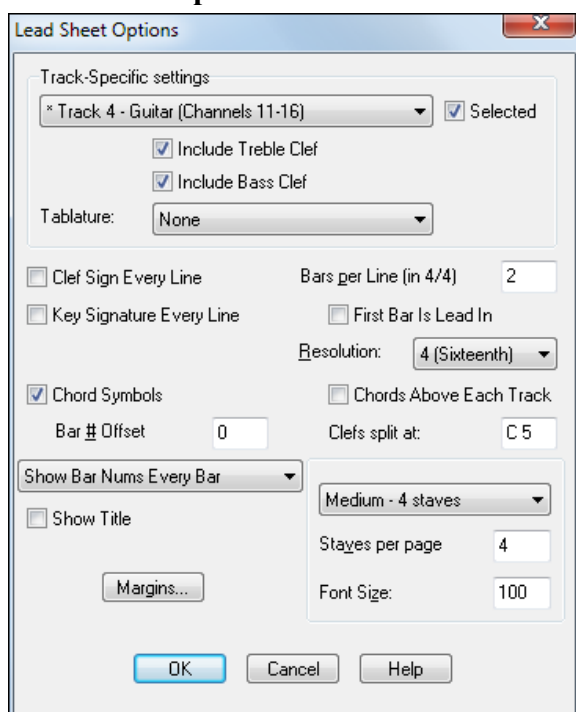 Lead Sheet Options
Track-Specific settings
* Track 4 - Guitar (Channels 11-16)
Selected
Include Treble Clef
Include Bass Clef
Tablature: None
Clef Sign Every Line
Bars per Line (in 4/4) 2
Key Signature Every Line
First Bar Is Lead In
Resolution: 4 (Sixteenth)
Chord Symbols
Chords Above Each Track
Bar # Offset 0
Clefs split at: C 5
Show Bar Nums Every Bar
Medium - 4 staves
Show Title
Staves per page 4
Margins...
Font Size: 100
OK Cancel Help